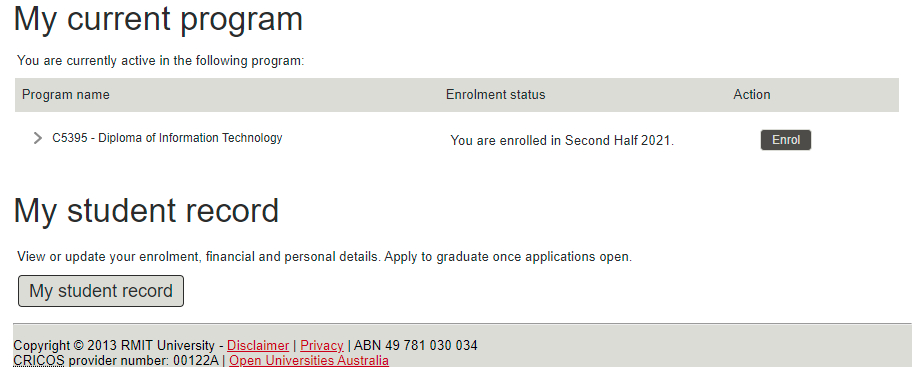 My current program
You are currently active in the following program:
Program name Enrolment status Action
C5395 - Diploma of Information Technology You are enrolled in Second Half 2021. Enrol
My student record
View or update your enrolment, financial and personal details. Apply to graduate once applications open.
My student record
Copyright © 2013 RMIT University - Disclaimer | Privacy | ABN 49 781 030 034
CRICOS provider number: 00122A | Open Universities Australia